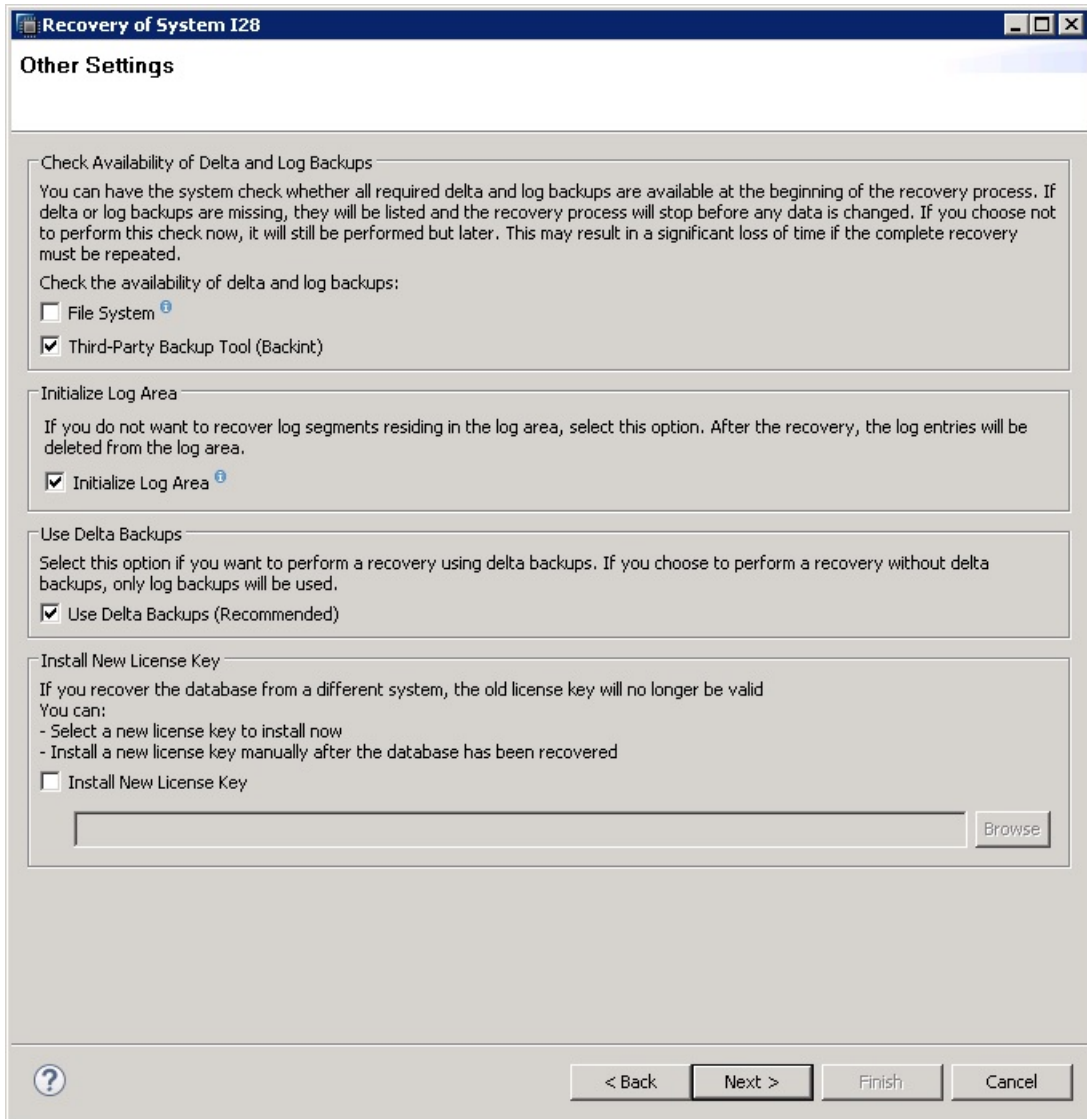 Recovery of System I28
Other Settings
Check Availability of Delta and Log Backups
You can have the system check whether all required delta and log backups are available at the beginning of the recovery process. If
delta or log backups are missing, they will be listed and the recovery process will stop before any data is changed. If you choose not
to perform this check now, it will still be performed but later. This may result in a significant loss of time if the complete recovery
must be repeated.
Check the availability of delta and log backups:
File System
Third-Party Backup Tool (Backint)
Initialize Log Area
If you do not want to recover log segments residing in the log area, select this option. After the recovery, the log entries will be
deleted from the log area.
Initialize Log Area
Use Delta Backups
Select this option if you want to perform a recovery using delta backups. If you choose to perform a recovery without delta
backups, only log backups will be used.
Use Delta Backups (Recommended)
Install New License Key
If you recover the database from a different system, the old license key will no longer be valid
You can:
- Select a new license key to install now
- Install a new license key manually after the database has been recovered
Install New License Key
Browse
? < Back Next > Finish Cancel